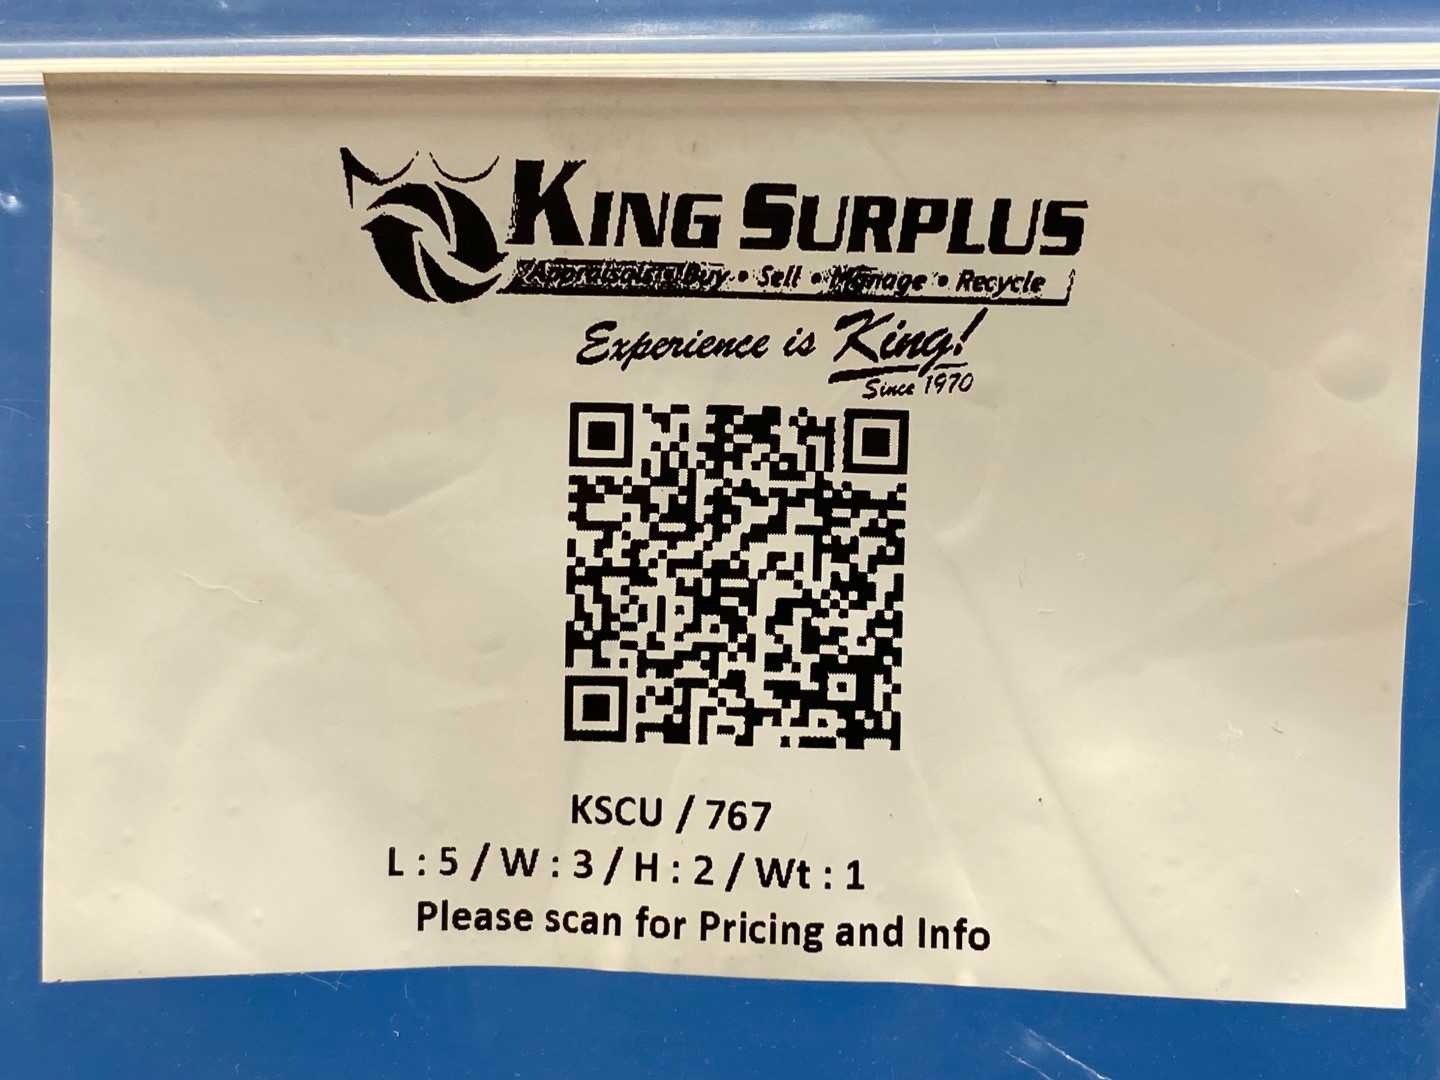 KING SURPLUS
Appraisals • Buy • Sell • Manage • Recycle
Experience is King!
Since 1970
KSCU / 767
L : 5 / W : 3 / H : 2 / Wt : 1
Please scan for Pricing and Info